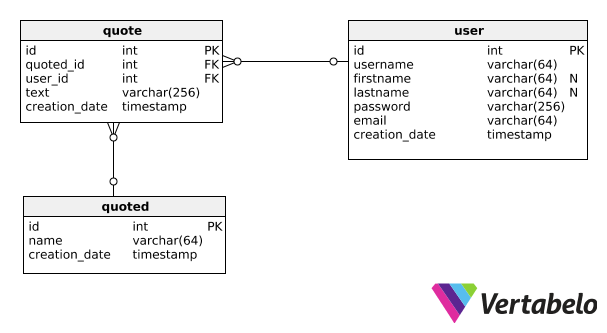 quote
id int PK
quoted_id int FK
user_id int FK
text varchar(256)
creation_date timestamp
user
id int PK
username varchar(64)
firstname varchar(64) N
lastname varchar(64) N
password varchar(256)
email varchar(64)
creation_date timestamp
quoted
id int PK
name varchar(64)
creation_date timestamp
Vertabelo